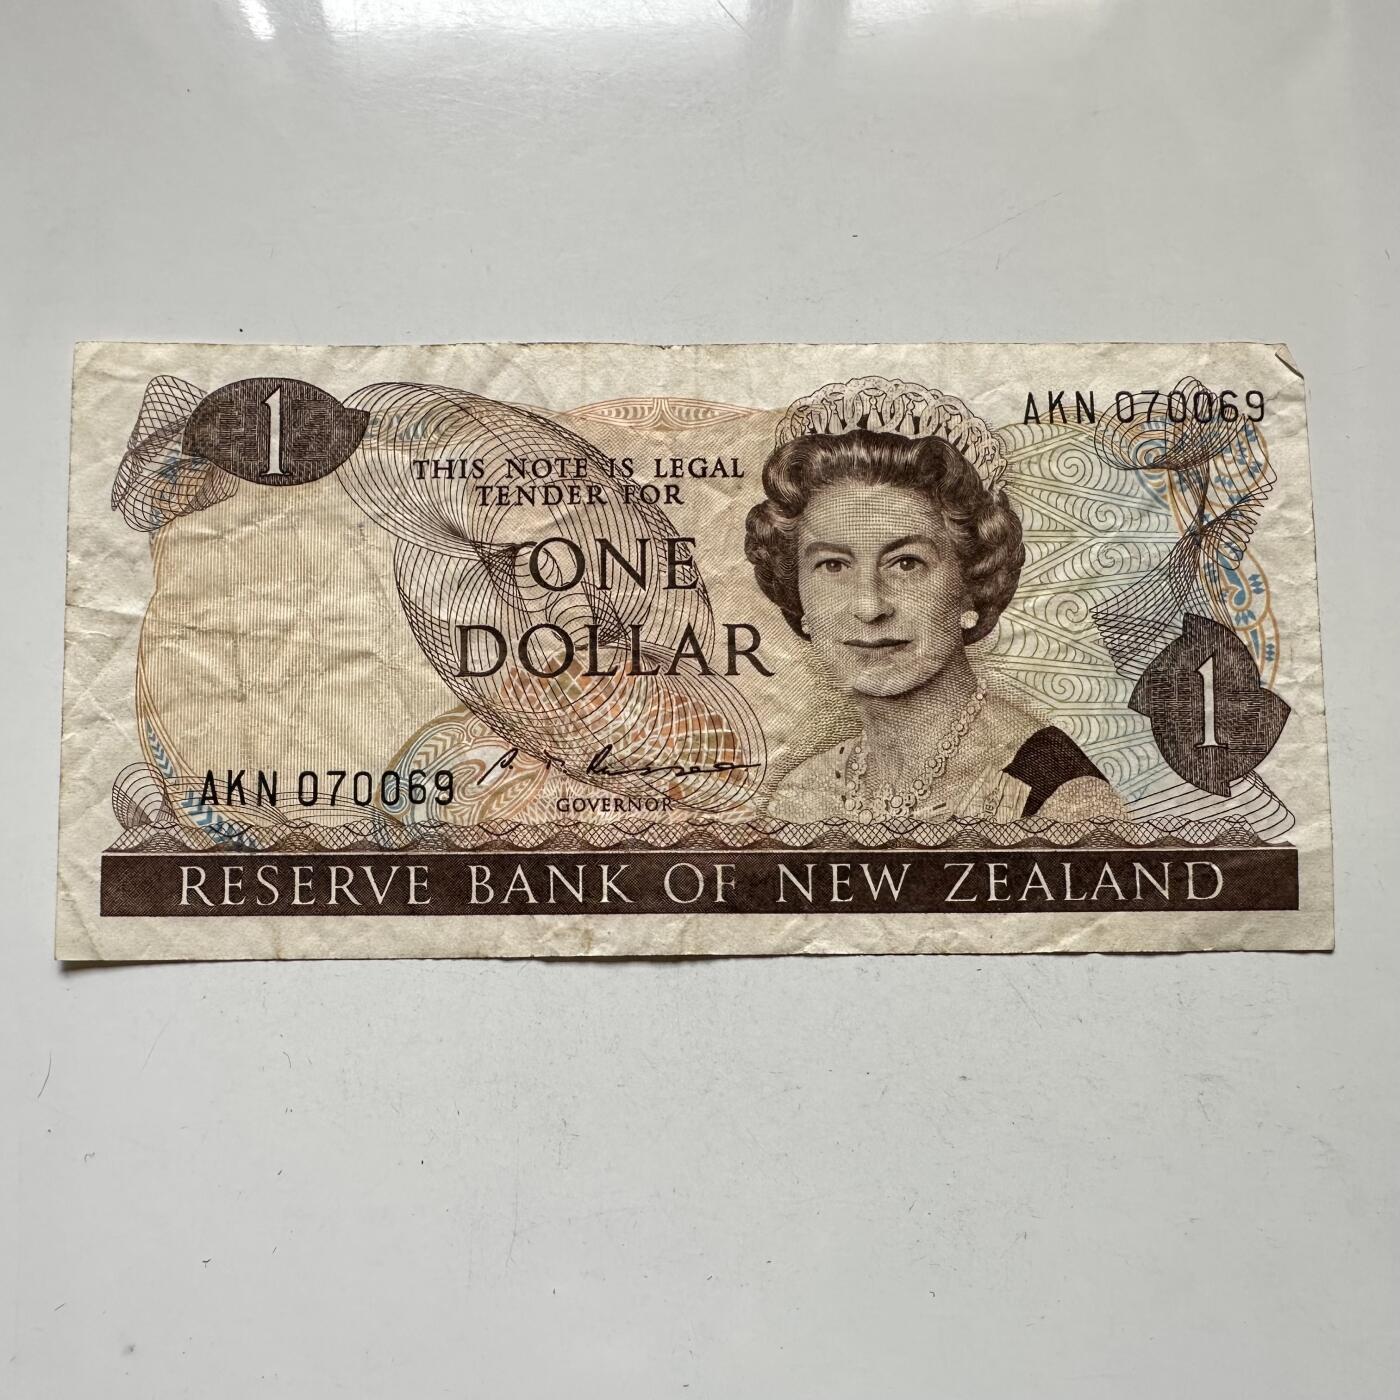 1
AKN 070069
THIS NOTE IS LEGAL
TENDER FOR
ONE
DOLLAR
1
AKN 070069
GOVERNOR
RESERVE BANK OF NEW ZEALAND